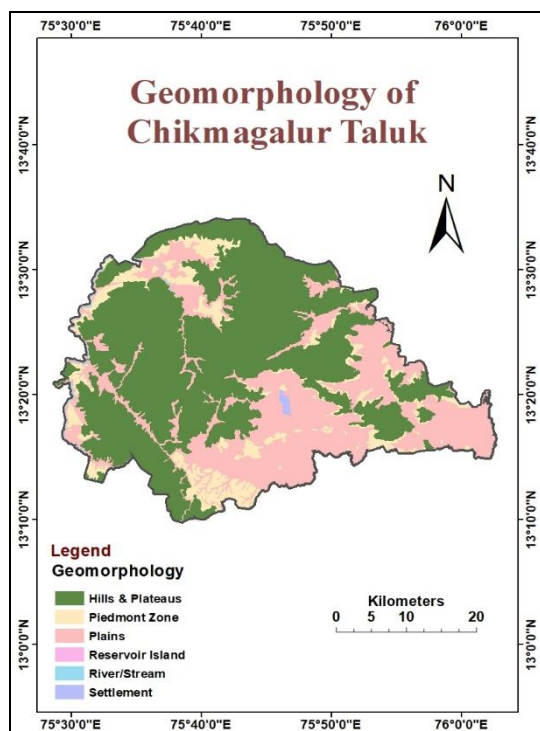 75°30'0"E 75°40'0"E 75°50'0"E 76°0'0"E
Geomorphology of
Chikmagalur Taluk
13°40'0"N 13°40'0"N
N
13°30'0"N 13°30'0"N
13°20'0"N 13°20'0"N
13°10'0"N 13°10'0"N
Legend
Geomorphology
Hills & Plateaus
Piedmont Zone
Plains
Reservoir Island
River/Stream
Settlement
Kilometers
0 5 10 20
13°0'0"N 13°0'0"N
75°30'0"E 75°40'0"E 75°50'0"E 76°0'0"E